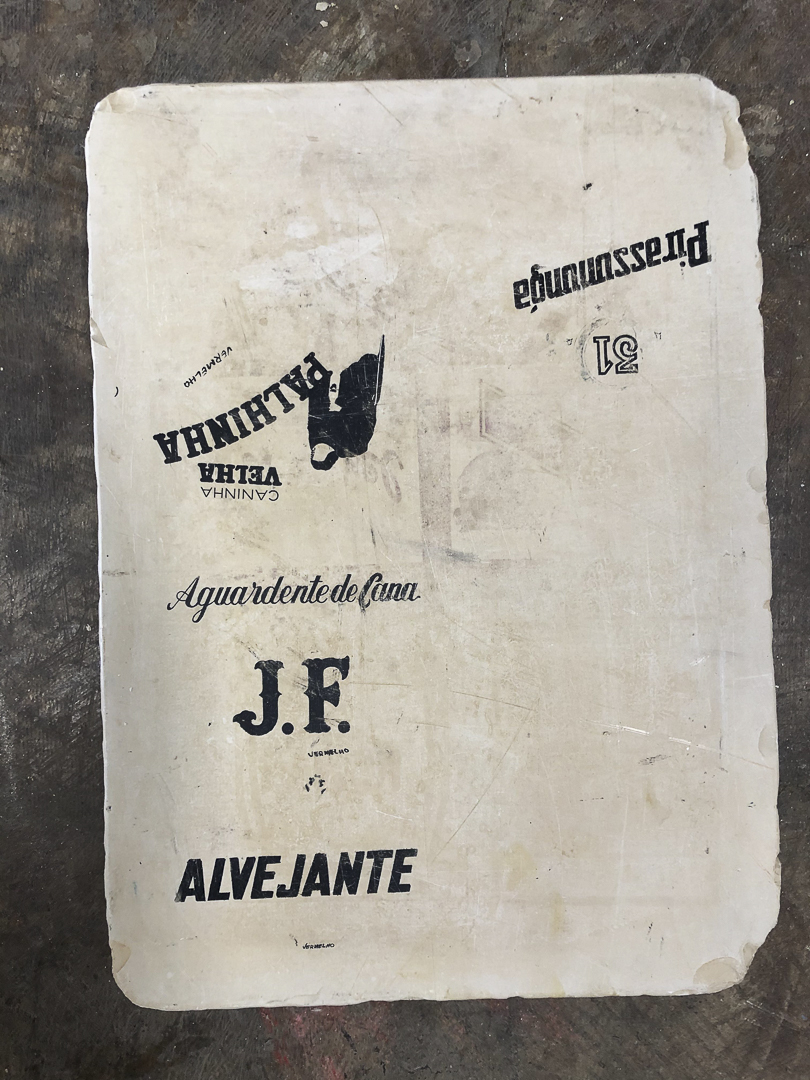 Pirassununga
31
VERMELHO
PALHINHA
VELHA
CANINHA
Aguardente de Cana
J.F.
VERMELHO
ALVEJANTE
VERMELHO